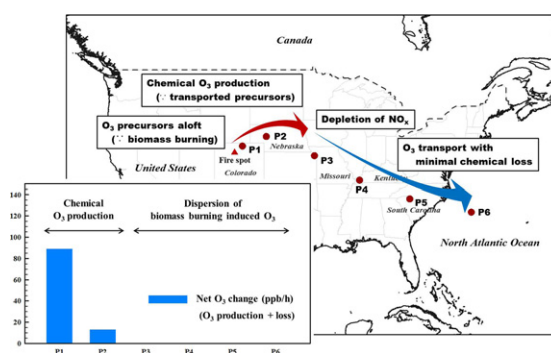 Canada
Chemical O₃ production
(∵ transported precursors)
Depletion of NOₓ
O₃ precursors aloft
(∵ biomass burning)
P2
P1
Nebraska
Fire spot
Colorado
United States
O₃ transport with
minimal chemical loss
P3
Missouri
Kentucky
P4
P5
South Carolina
P6
North Atlantic Ocean
Chemical
O₃ production
Dispersion of
biomass burning induced O₃
140
120
100
80
60
40
20
0
Net O₃ change (ppb/h)
(O₃ production + loss)
P1 P2 P3 P4 P5 P6